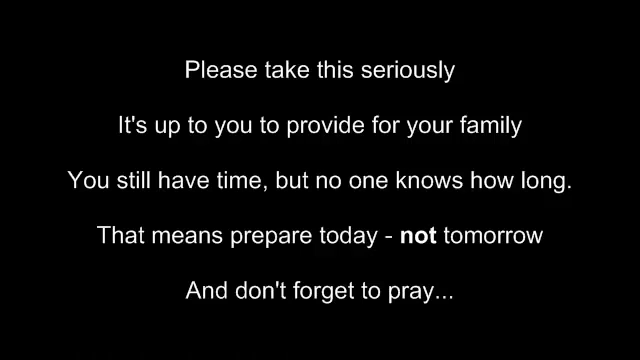 Please take this seriously
It's up to you to provide for your family
You still have time, but no one knows how long.
That means prepare today - not tomorrow
And don't forget to pray...